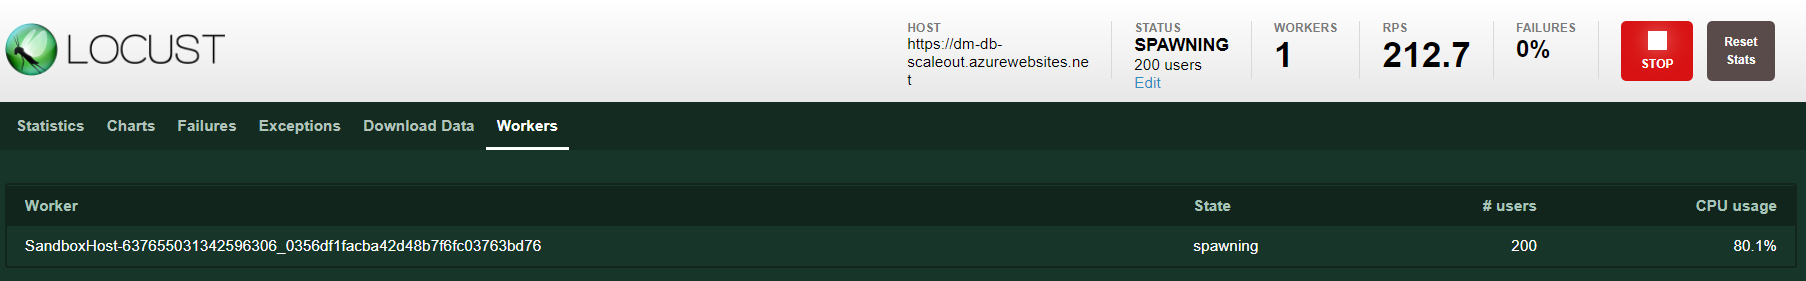 LOCUST
HOST
https://dm-db-
scaleout.azurewebsites.ne
t
STATUS
SPAWNING
200 users
Edit
WORKERS
1
RPS
212.7
FAILURES
0%
STOP
Reset
Stats
Statistics Charts Failures Exceptions Download Data Workers
Worker State # users CPU usage
SandboxHost-637655031342596306_0356df1facba42d48b7f6fc03763bd76 spawning 200 80.1%